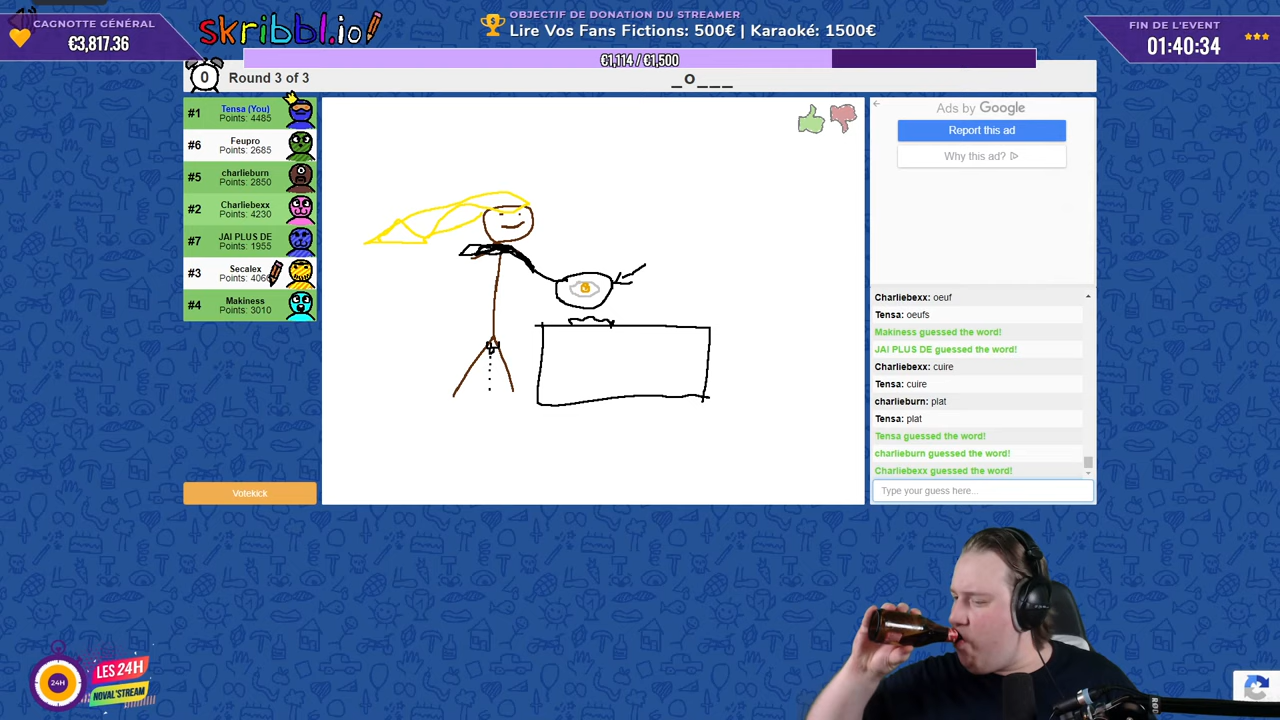 CAGNOTTE GÉNÉRAL
€3,817.36
skribbl.io
OBJECTIF DE DONATION DU STREAMER
Lire Vos Fans Fictions: 500€ | Karaoké: 1500€
FIN DE L'EVENT
01:40:34
€1,114 / €1,500
0
Round 3 of 3
_o___
#1
Tensa (You)
Points: 4485
#6
Feupro
Points: 2685
#5
charlieburn
Points: 2850
#2
Charliebexx
Points: 4230
#7
JAI PLUS DE
Points: 1955
#3
Secalex
Points: 4066
#4
Makiness
Points: 3010
Votekick
Ads by Google
Report this ad
Why this ad?
Charliebexx: oeuf
Tensa: oeufs
Makiness guessed the word!
JAI PLUS DE guessed the word!
Charliebexx: cuire
Tensa: cuire
charlieburn: plat
Tensa: plat
Tensa guessed the word!
charlieburn guessed the word!
Charliebexx guessed the word!
Type your guess here...
24H
LES 24H
NOVAL'STREAM